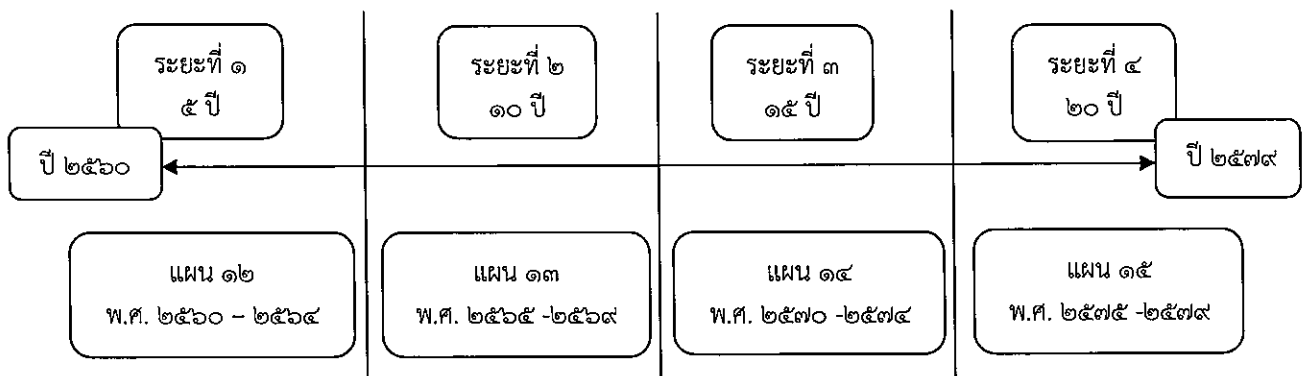 ระยะที่ ๑
๕ ปี
ระยะที่ ๒
๑๐ ปี
ระยะที่ ๓
๑๕ ปี
ระยะที่ ๔
๒๐ ปี
ปี ๒๕๖๐
ปี ๒๕๗๙
แผน ๑๒
พ.ศ. ๒๕๖๐ – ๒๕๖๔
แผน ๑๓
พ.ศ. ๒๕๖๕ -๒๕๖๙
แผน ๑๔
พ.ศ. ๒๕๗๐ -๒๕๗๔
แผน ๑๕
พ.ศ. ๒๕๗๕ -๒๕๗๙